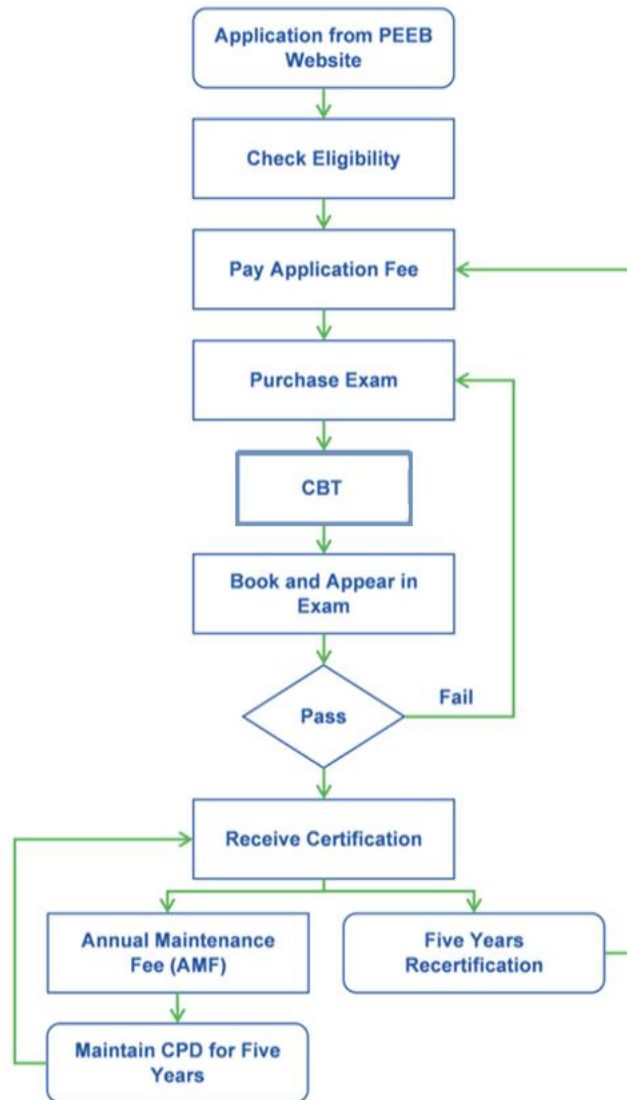 Application from PEEB
Website
Check Eligibility
Pay Application Fee
Purchase Exam
CBT
Book and Appear in
Exam
Pass
Fail
Receive Certification
Annual Maintenance
Fee (AMF)
Five Years
Recertification
Maintain CPD for Five
Years